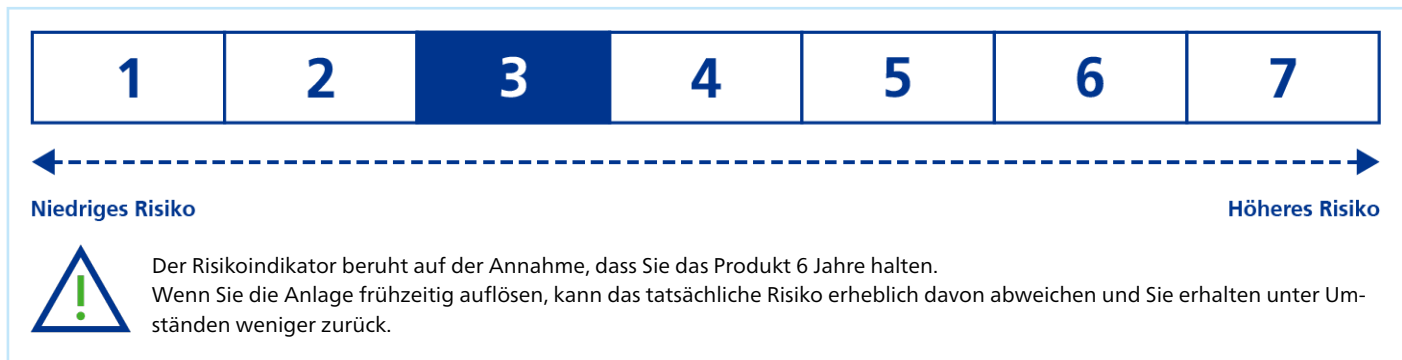 1 2 3 4 5 6 7
Niedriges Risiko Höheres Risiko
Der Risikoindikator beruht auf der Annahme, dass Sie das Produkt 6 Jahre halten.
Wenn Sie die Anlage frühzeitig auflösen, kann das tatsächliche Risiko erheblich davon abweichen und Sie erhalten unter Um-
ständen weniger zurück.